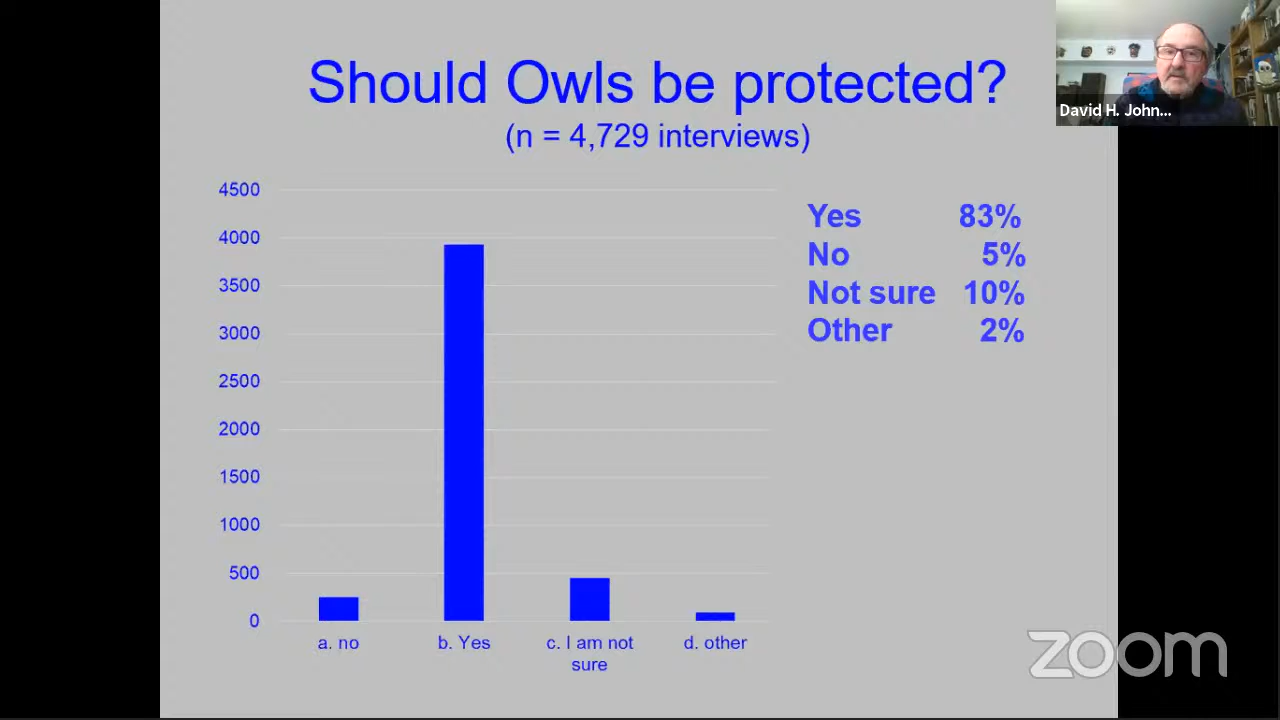 Should Owls be protected?
(n = 4,729 interviews)
David H. John...
4500
4000
3500
3000
2500
2000
1500
1000
500
0
a. no
b. Yes
c. I am not
sure
d. other
Yes 83%
No 5%
Not sure 10%
Other 2%
zoom